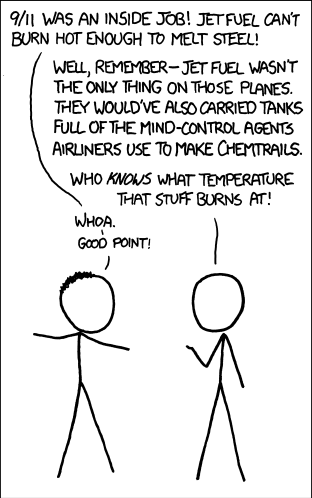 9/11 WAS AN INSIDE JOB! JET FUEL CAN'T
BURN HOT ENOUGH TO MELT STEEL!
WELL, REMEMBER—JET FUEL WASN'T
THE ONLY THING ON THOSE PLANES.
THEY WOULD'VE ALSO CARRIED TANKS
FULL OF THE MIND-CONTROL AGENTS
AIRLINERS USE TO MAKE CHEMTRAILS.
WHO KNOWS WHAT TEMPERATURE
THAT STUFF BURNS AT!
WHOA.
GOOD POINT!